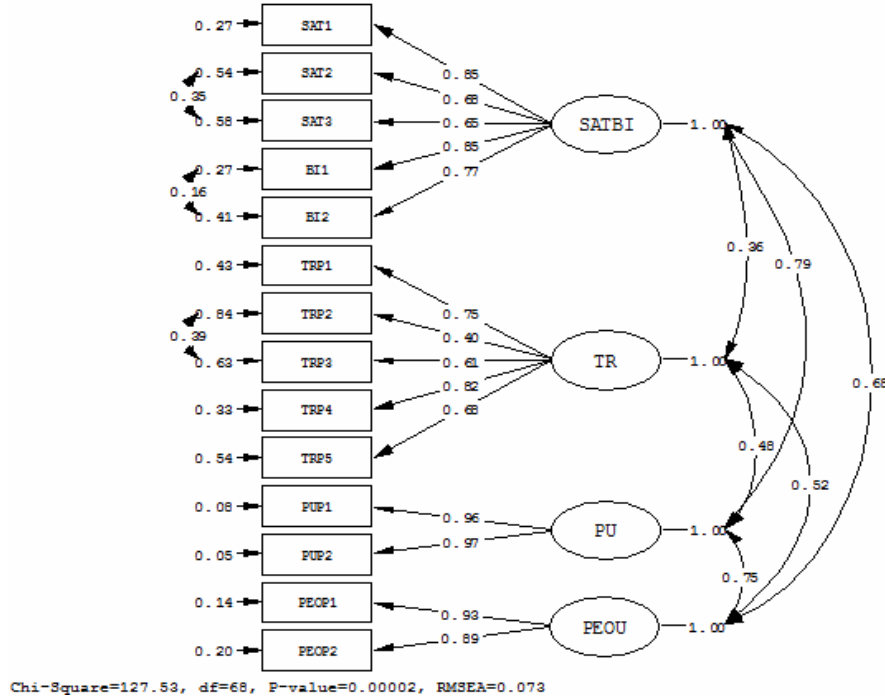 0.27 SAT1
0.85
0.54 SAT2
0.68
0.35
0.58 SAT3
0.65
SATBI 1.00
0.27 BI1
0.85
0.16
0.77
0.41 BI2
0.36
0.79
0.43 TRP1
0.75
0.84 TRP2
0.40
0.39
0.63 TRP3
0.61
TR 1.00
0.82
0.68
0.33 TRP4
0.68
0.54 TRP5
0.48
0.52
0.08 PUP1
0.96
PU 1.00
0.97
0.05 PUP2
0.75
0.14 PEOP1
0.93
PEOU 1.00
0.89
0.20 PEOP2
Chi-Square=127.53, df=68, P-value=0.00002, RMSEA=0.073